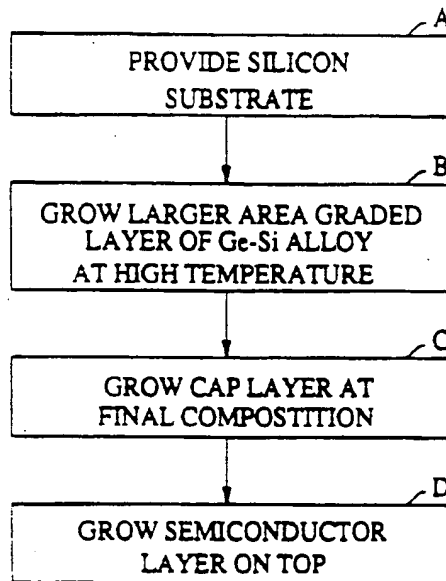 A
PROVIDE SILICON
SUBSTRATE
B
GROW LARGER AREA GRADED
LAYER OF Ge-Si ALLOY
AT HIGH TEMPERATURE
C
GROW CAP LAYER AT
FINAL COMPOSTITION
D
GROW SEMICONDUCTOR
LAYER ON TOP